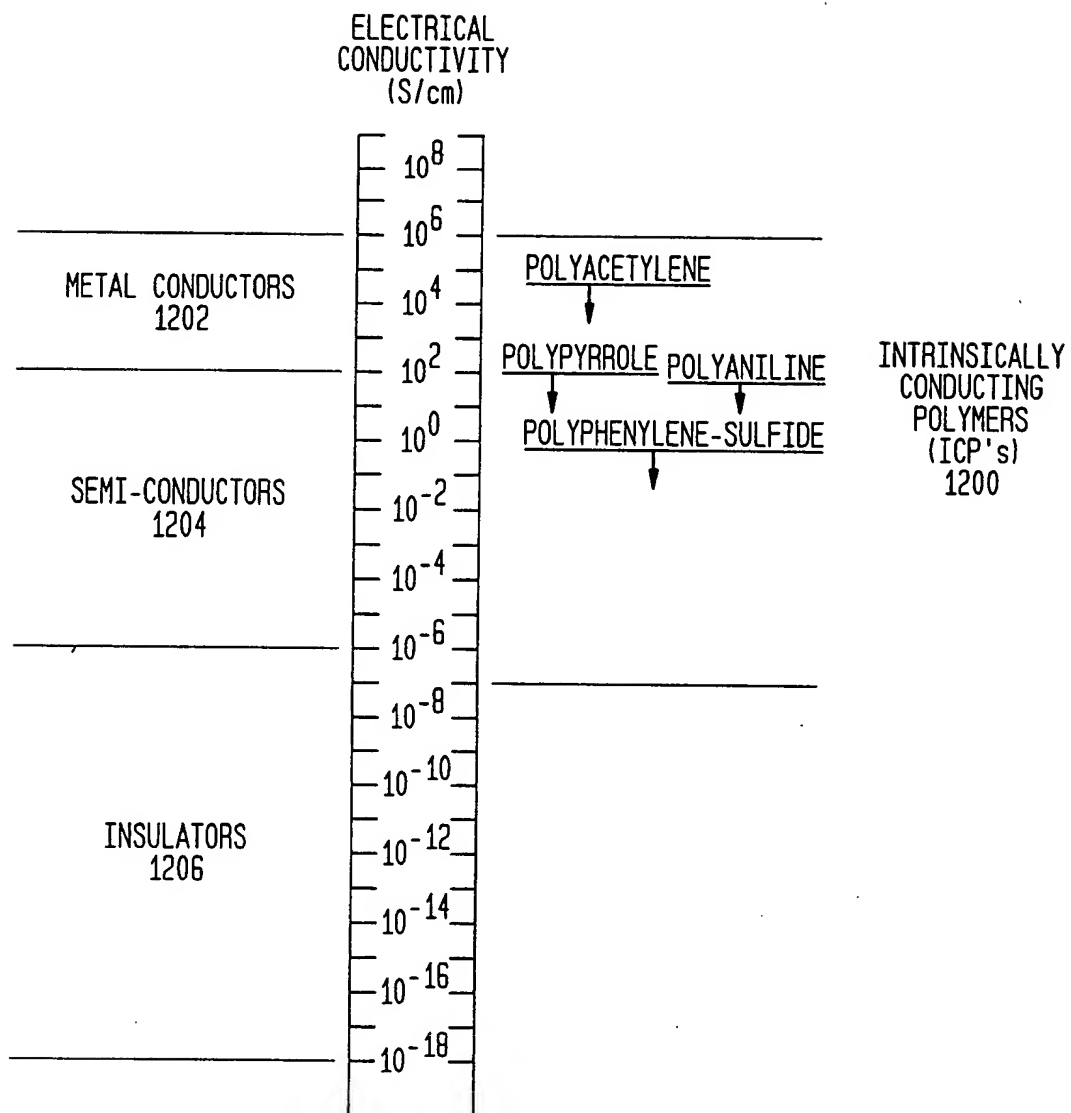 ELECTRICAL
CONDUCTIVITY
(S/cm)
10^8
10^6
10^4
10^2
10^0
10^-2
10^-4
10^-6
10^-8
10^-10
10^-12
10^-14
10^-16
10^-18
METAL CONDUCTORS
1202
SEMI-CONDUCTORS
1204
INSULATORS
1206
POLYACETYLENE
POLYPYRROLE
POLYANILINE
POLYPHENYLENE-SULFIDE
INTRINSICALLY
CONDUCTING
POLYMERS
(ICP's)
1200